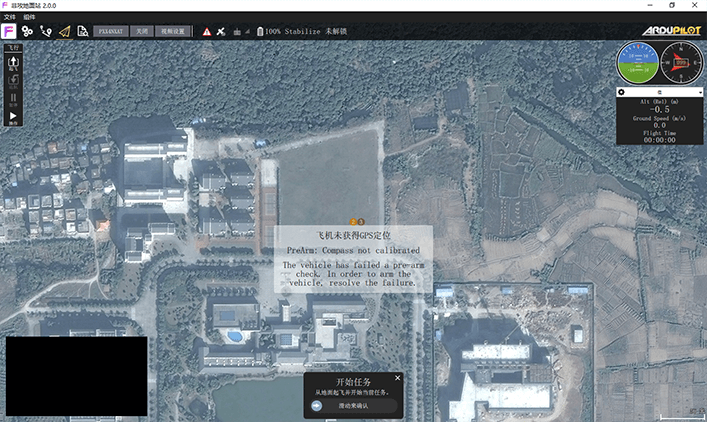 非攻地面站 2.0.0
文件 组件
PX4ANKAT 关闭 视频设置 100% Stabilize 未解锁
ARDUPILOT
飞行
Alt (Rel) (m)
-0.5
Ground Speed (m/s)
0.0
Flight Time
00:00:00
2 3
飞机未获得GPS定位
PreArm: Compass not calibrated
The vehicle has failed a pre-arm
check. In order to arm the
vehicle, resolve the failure.
开始任务
从地面起飞并开始当前任务。
滑动来确认